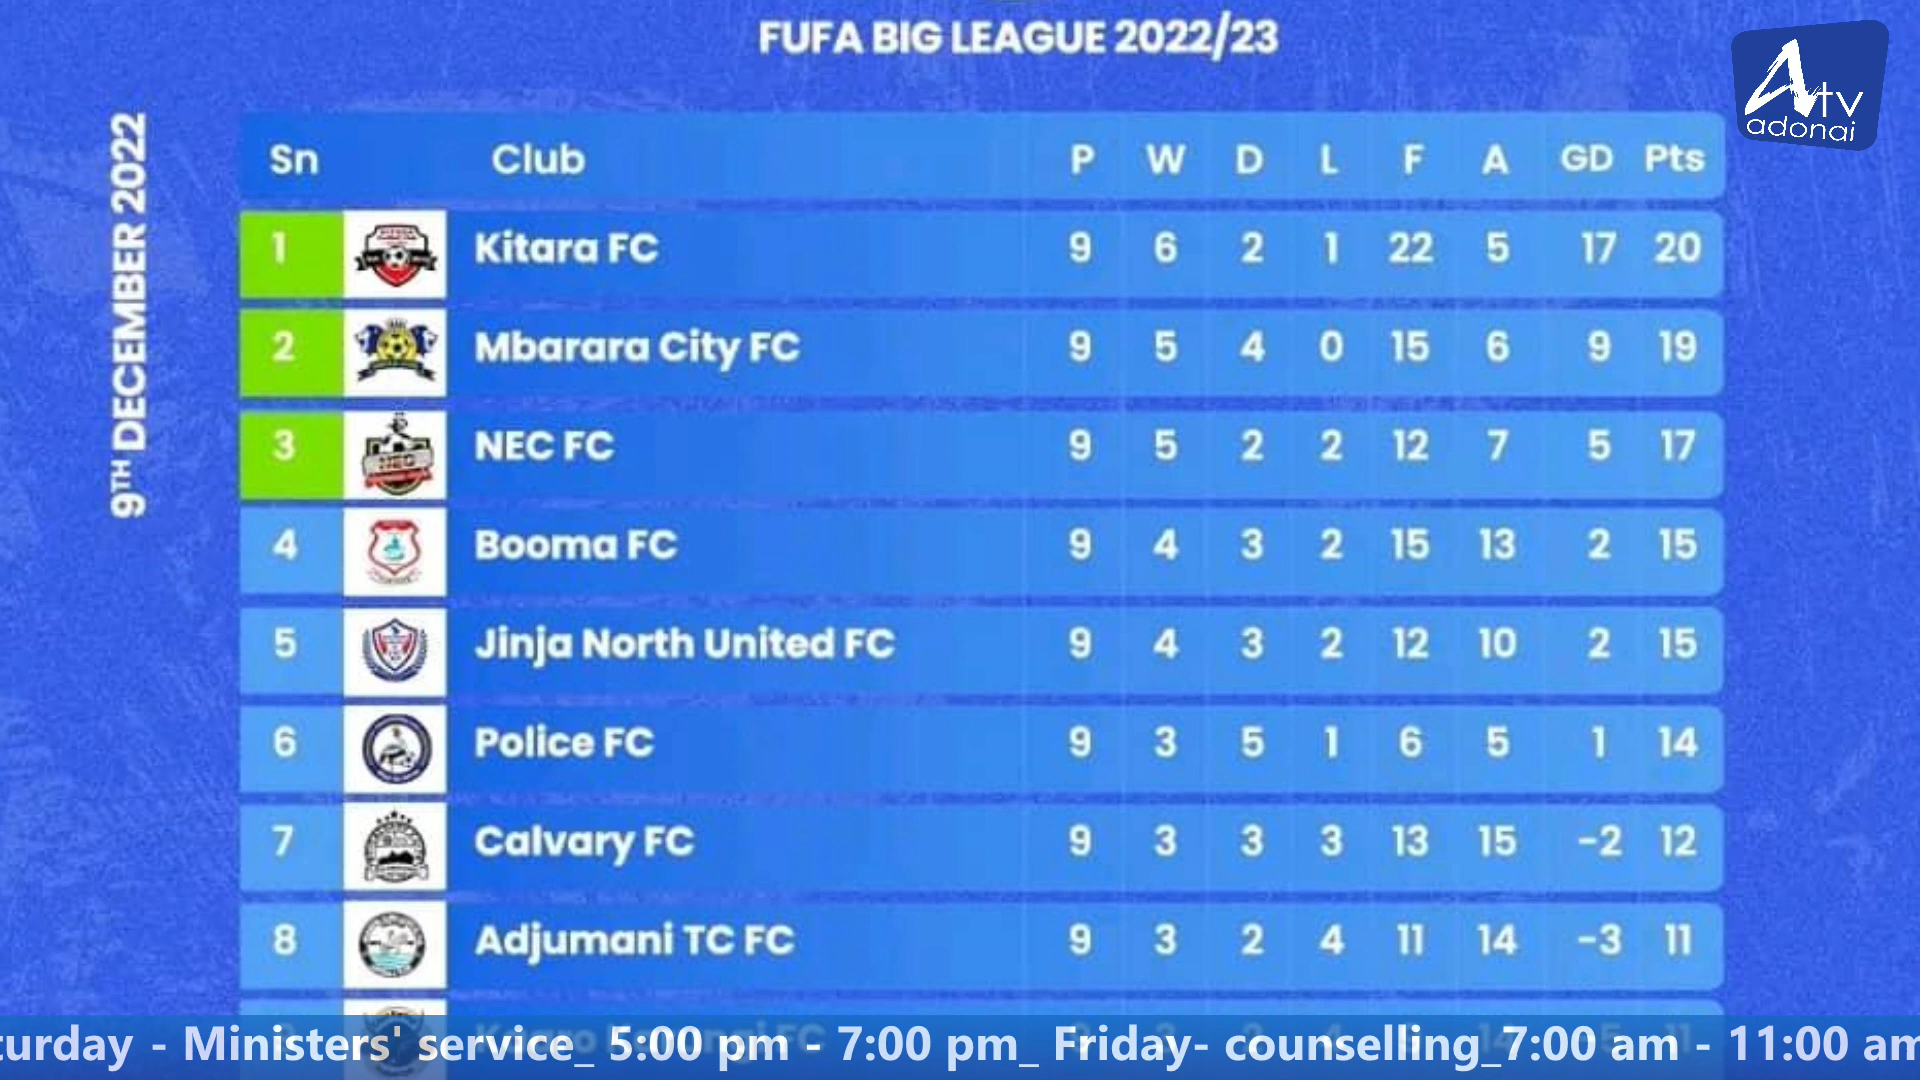 FUFA BIG LEAGUE 2022/23
Atv
adonai
9TH DECEMBER 2022
Sn Club P W D L F A GD Pts
1 Kitara FC 9 6 2 1 22 5 17 20
2 Mbarara City FC 9 5 4 0 15 6 9 19
3 NEC FC 9 5 2 2 12 7 5 17
4 Booma FC 9 4 3 2 15 13 2 15
5 Jinja North United FC 9 4 3 2 12 10 2 15
6 Police FC 9 3 5 1 6 5 1 14
7 Calvary FC 9 3 3 3 13 15 -2 12
8 Adjumani TC FC 9 3 2 4 11 14 -3 11
turday - Ministers' service_ 5:00 pm - 7:00 pm_ Friday- counselling_7:00 am - 11:00 am